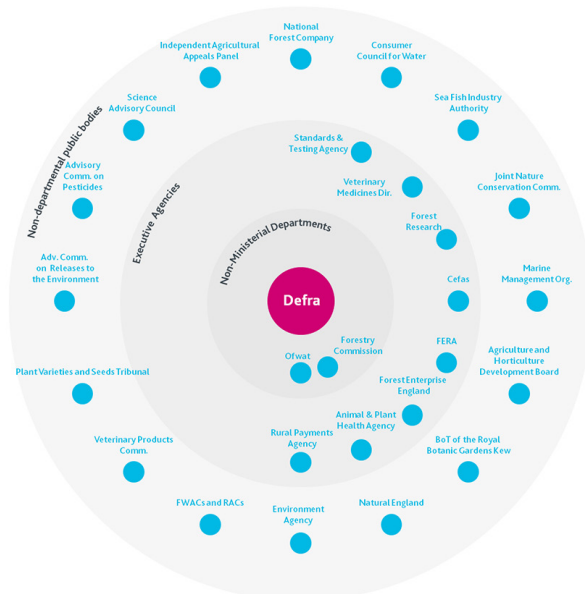 National
Forest Company
Independent Agricultural
Appeals Panel
Consumer
Council for Water
Science
Advisory Council
Sea Fish Industry
Authority
Non-departmental public bodies
Standards &
Testing Agency
Advisory
Comm. on
Pesticides
Executive Agencies
Veterinary
Medicines Dir.
Joint Nature
Conservation Comm.
Non-Ministerial Departments
Forest
Research
Adv. Comm.
on Releases to
the Environment
Defra
Cefas
Marine
Management Org.
Ofwat
Forestry
Commission
FERA
Agriculture and
Horticulture
Development Board
Plant Varieties and Seeds Tribunal
Forest Enterprise
England
Animal & Plant
Health Agency
Rural Payments
Agency
Veterinary Products
Comm.
BoT of the Royal
Botanic Gardens Kew
FWACs and RACs
Environment
Agency
Natural England